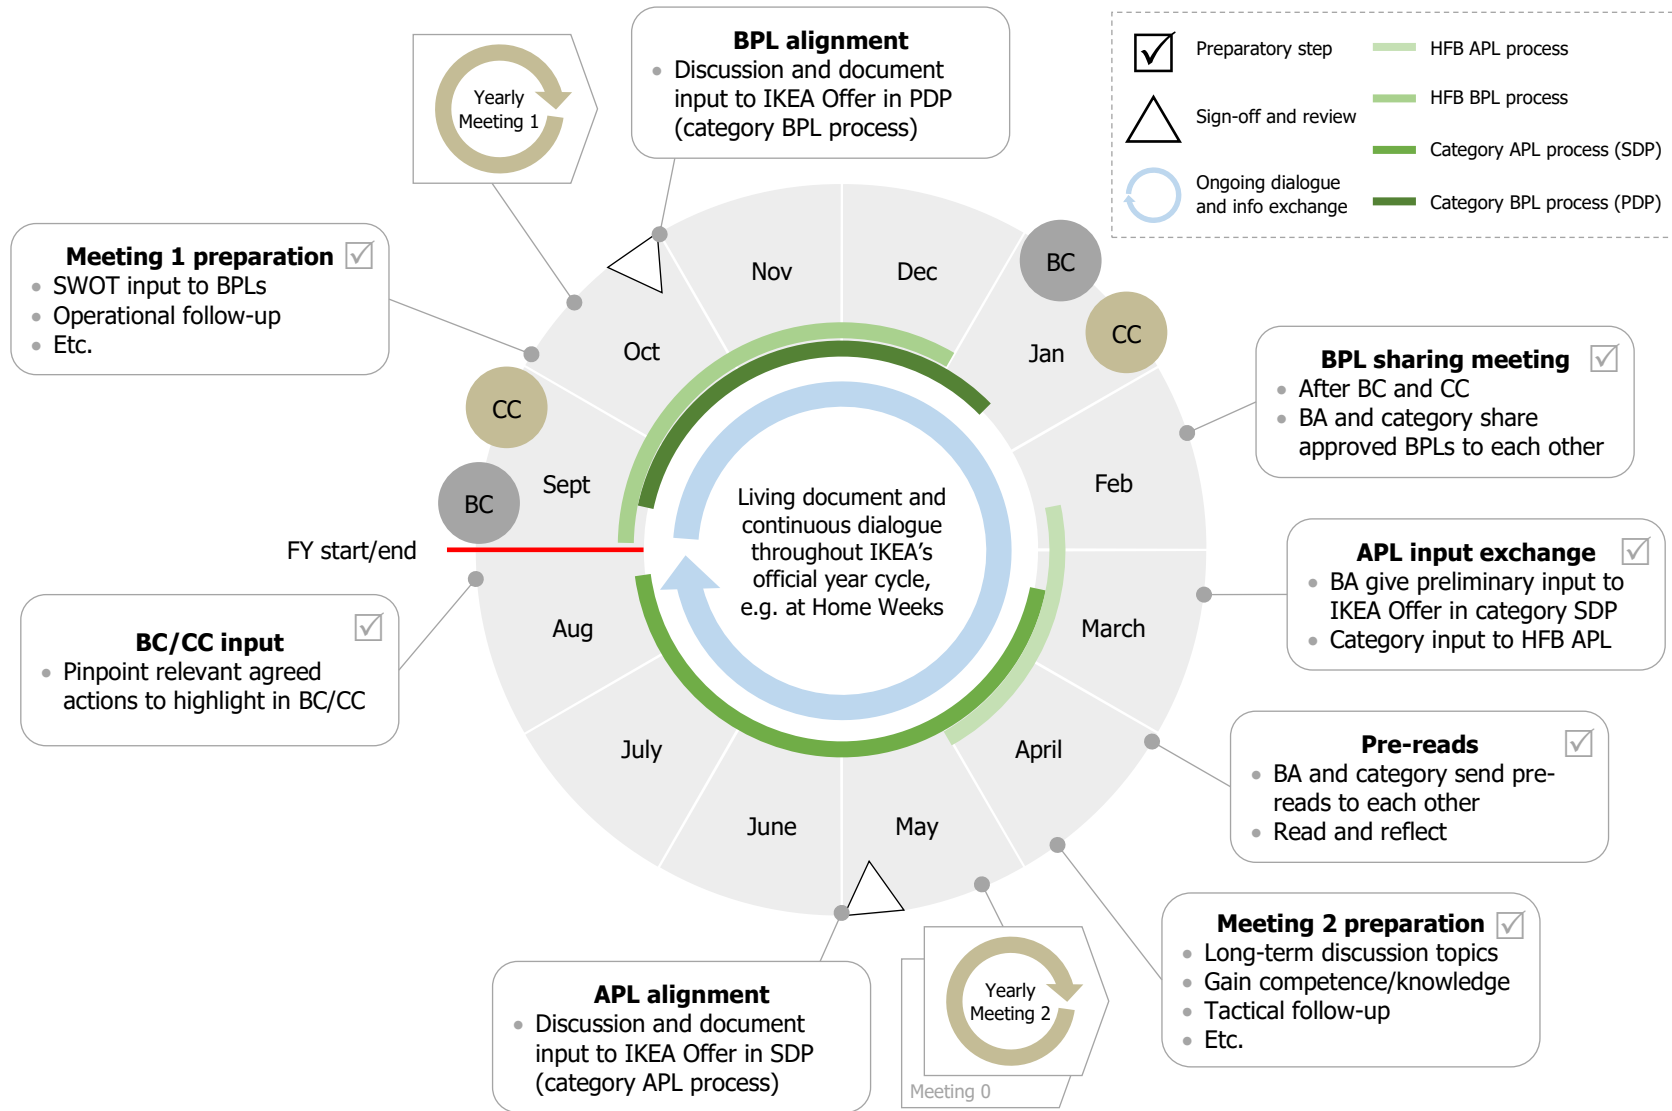 BPL alignment
• Discussion and document
input to IKEA Offer in PDP
(category BPL process)
Yearly
Meeting 1
Preparatory step
Sign-off and review
Ongoing dialogue
and info exchange
HFB APL process
HFB BPL process
Category APL process (SDP)
Category BPL process (PDP)
Meeting 1 preparation
• SWOT input to BPLs
• Operational follow-up
• Etc.
Nov
Dec
Oct
Jan
Sept
Feb
Aug
March
July
April
June
May
BC
CC
CC
BC
FY start/end
Living document and
continuous dialogue
throughout IKEA’s
official year cycle,
e.g. at Home Weeks
BPL sharing meeting
• After BC and CC
• BA and category share
approved BPLs to each other
APL input exchange
• BA give preliminary input to
IKEA Offer in category SDP
• Category input to HFB APL
BC/CC input
• Pinpoint relevant agreed
actions to highlight in BC/CC
Pre-reads
• BA and category send pre-
reads to each other
• Read and reflect
Meeting 2 preparation
• Long-term discussion topics
• Gain competence/knowledge
• Tactical follow-up
• Etc.
APL alignment
• Discussion and document
input to IKEA Offer in SDP
(category APL process)
Yearly
Meeting 2
Meeting 0